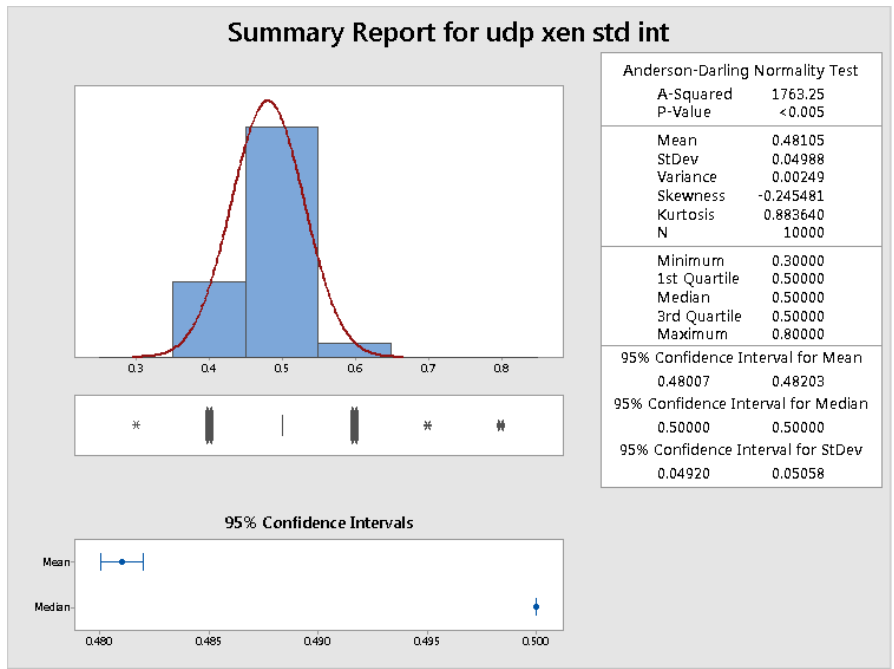 Summary Report for udp xen std int
0.3 0.4 0.5 0.6 0.7 0.8
95% Confidence Intervals
Mean
Median
0.480 0.485 0.490 0.495 0.500
Anderson-Darling Normality Test
A-Squared 1763.25
P-Value <0.005
Mean 0.48105
StDev 0.04988
Variance 0.00249
Skewness -0.245481
Kurtosis 0.883640
N 10000
Minimum 0.30000
1st Quartile 0.50000
Median 0.50000
3rd Quartile 0.50000
Maximum 0.80000
95% Confidence Interval for Mean
0.48007 0.48203
95% Confidence Interval for Median
0.50000 0.50000
95% Confidence Interval for StDev
0.04920 0.05058